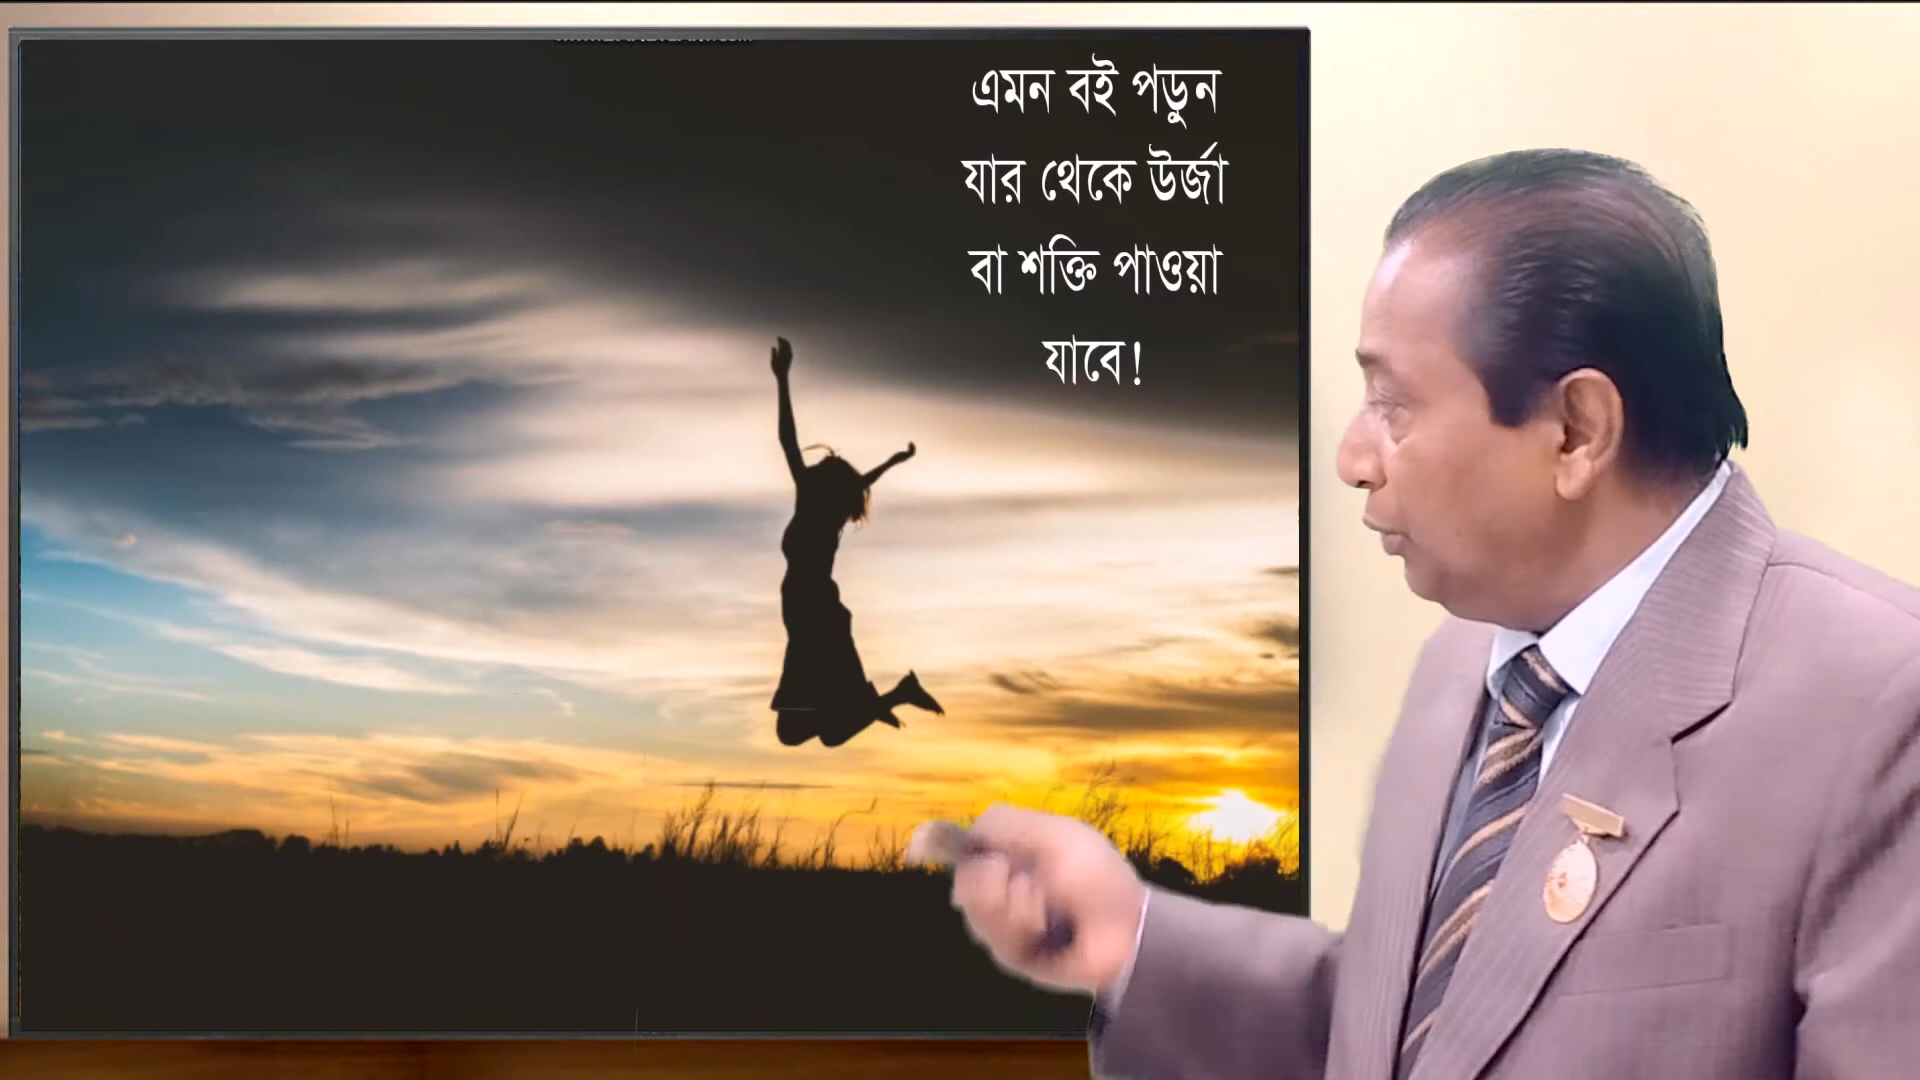 এমন বই পড়ুন
যার থেকে উর্জা
বা শক্তি পাওয়া
যাবে!